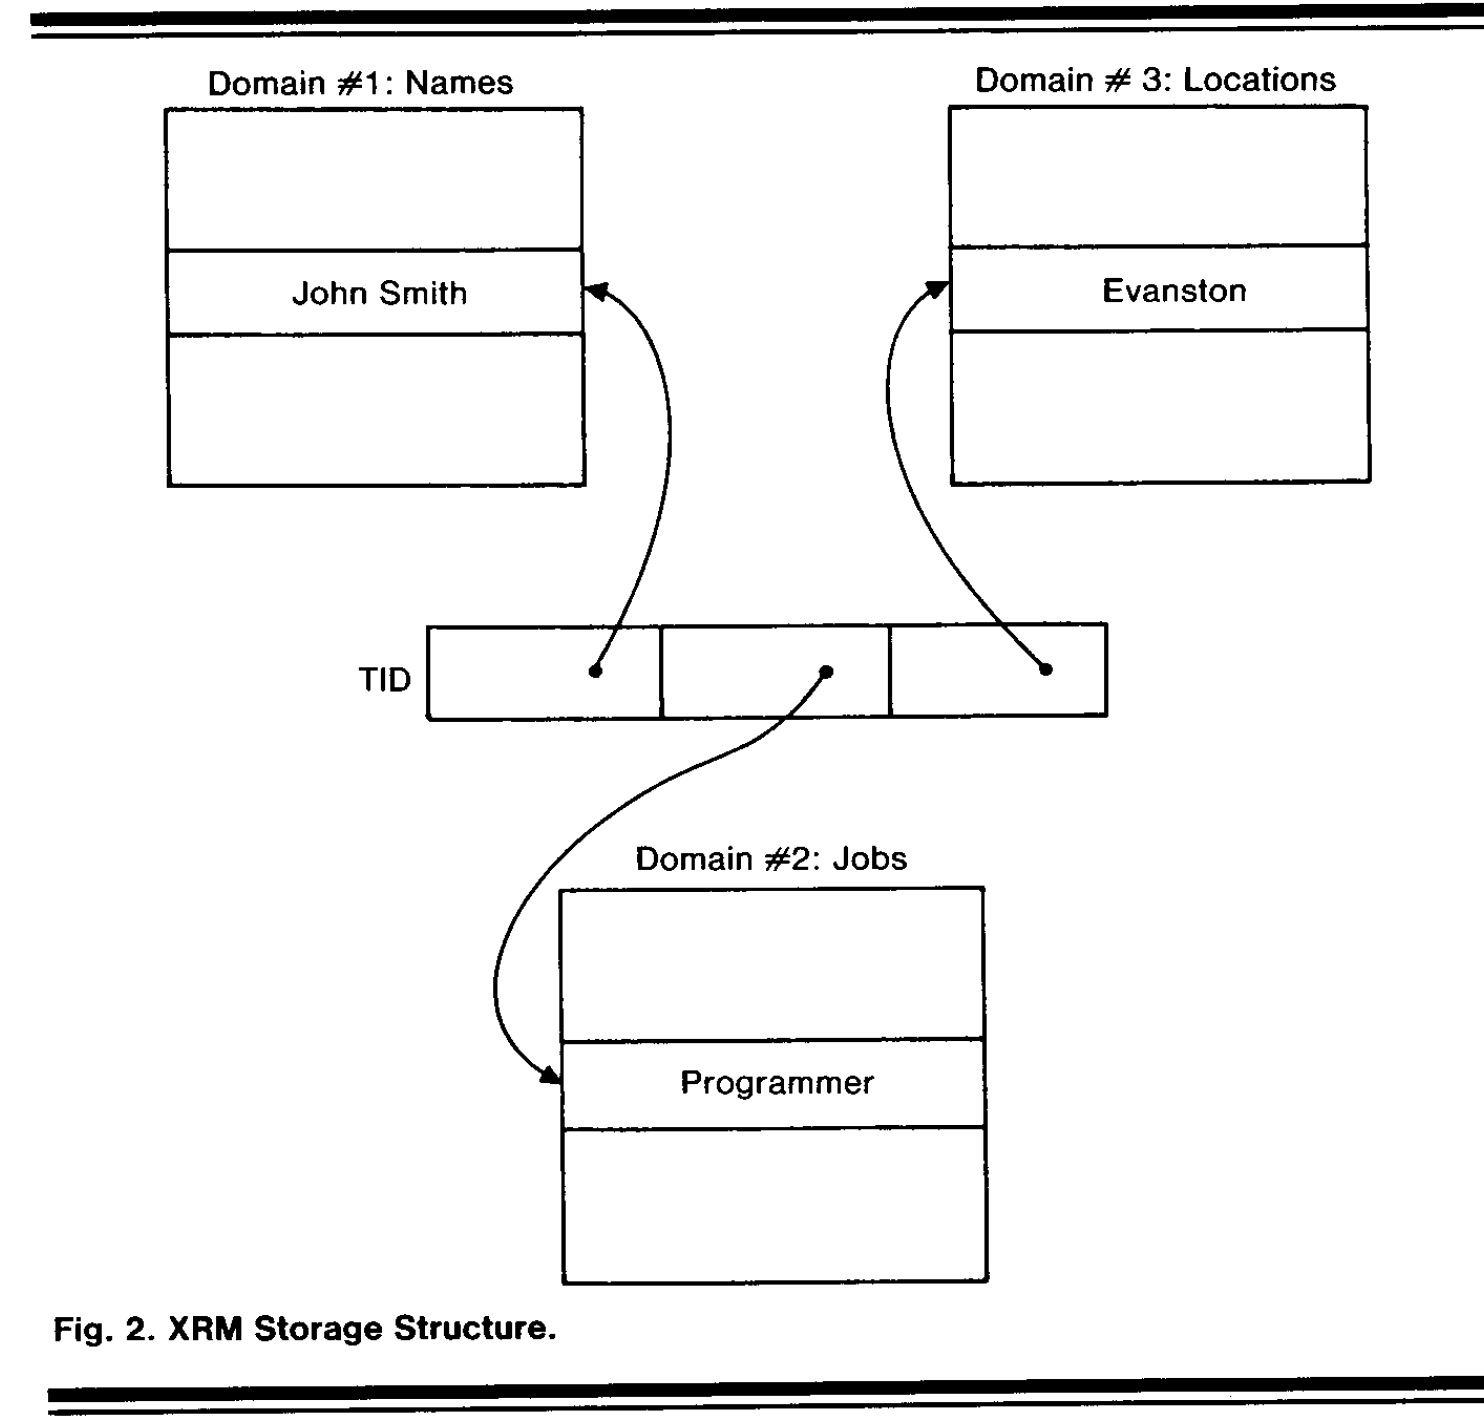 Domain #1: Names
Domain # 3: Locations
John Smith
Evanston
TID
Domain #2: Jobs
Programmer
Fig. 2. XRM Storage Structure.